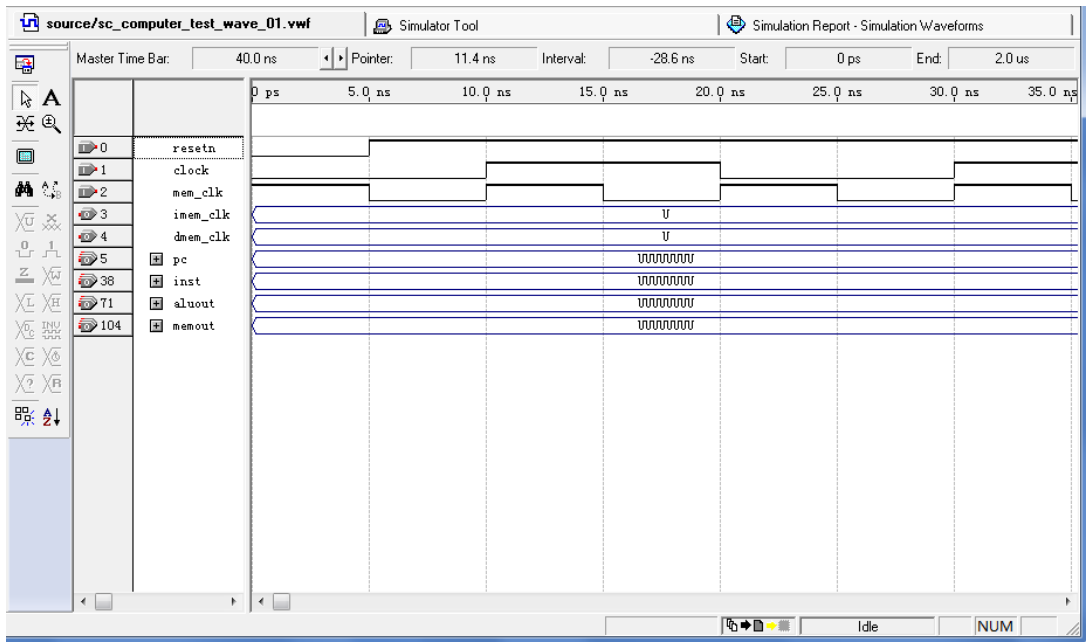 source/sc_computer_test_wave_01.vwf Simulator Tool Simulation Report - Simulation Waveforms
Master Time Bar: 40.0 ns Pointer: 11.4 ns Interval: -28.6 ns Start: 0 ps End: 2.0 us
0 ps 5.0 ns 10.0 ns 15.0 ns 20.0 ns 25.0 ns 30.0 ns 35.0 ns
0 resetn
1 clock
2 mem_clk
3 imem_clk U
4 dmem_clk U
5 pc UUUUUUUU
38 inst UUUUUUUU
71 aluout UUUUUUUU
104 memout UUUUUUUU
Idle NUM